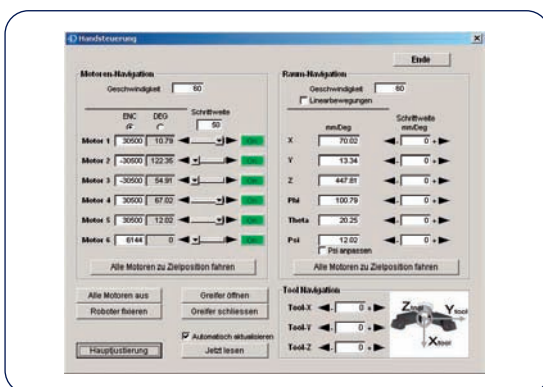 Handsteuerung
Ende
Motoren-Navigation
Geschwindigkeit 60
ENC DEG Schrittweite
50
Motor 1 30500 10.79
Motor 2 -30500 122.35
Motor 3 -30500 54.91
Motor 4 30500 67.02
Motor 5 30500 12.02
Motor 6 6144 0
Alle Motoren zu Zielposition fahren
Raum-Navigation
Geschwindigkeit 60
Linearbewegungen
Schrittweite
mm/Deg mm/Deg
X 70.02 - 0 +
Y 13.34 - 0 +
Z 447.81 - 0 +
Phi 100.79 - 0 +
Theta 20.25 - 0 +
Psi 12.02 - 0 +
Psi anpassen
Alle Motoren zu Zielposition fahren
Alle Motoren aus
Greifer öffnen
Roboter fixieren
Greifer schliessen
Automatisch aktualisieren
Hauptjustierung
Jetzt lesen
Tool Navigation
Tool-X - 0 +
Tool-Y - 0 +
Tool-Z - 0 +
Ztool
Ytool
Xtool